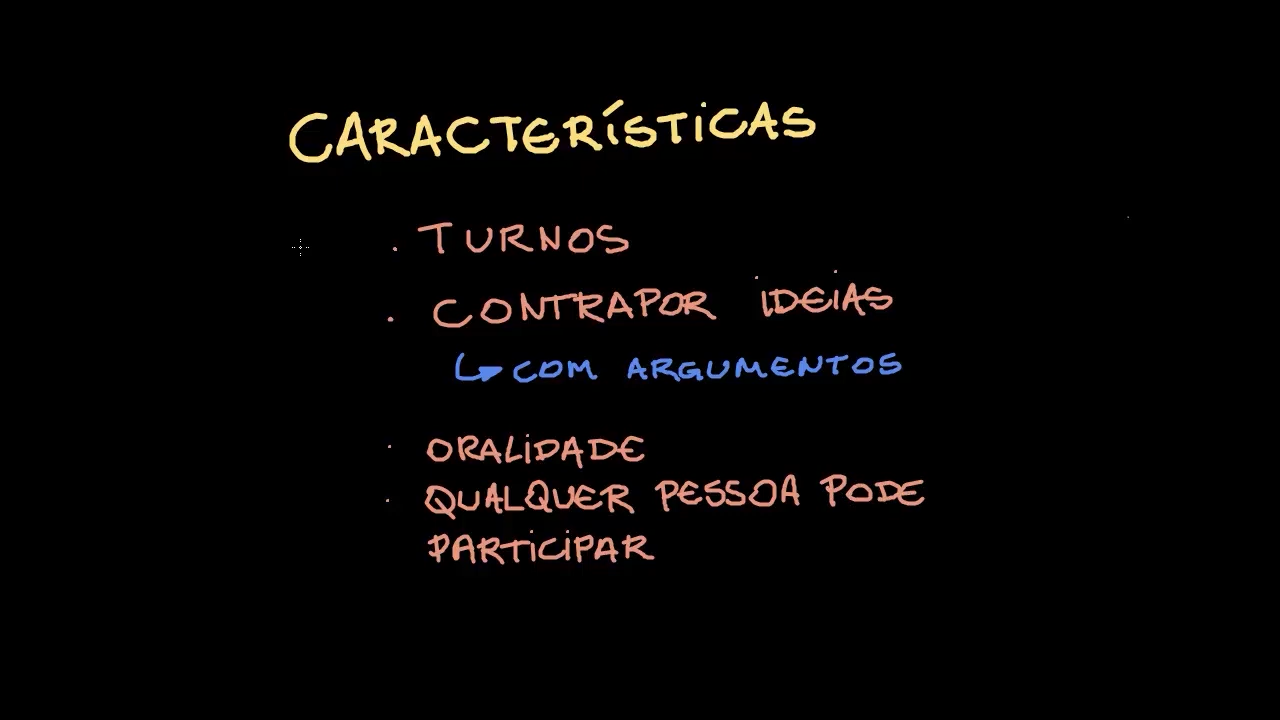 CARACTERÍSTICAS
. TURNOS
. CONTRAPOR IDEIAS
↳ COM ARGUMENTOS
. ORALIDADE
. QUALQUER PESSOA PODE
PARTICIPAR